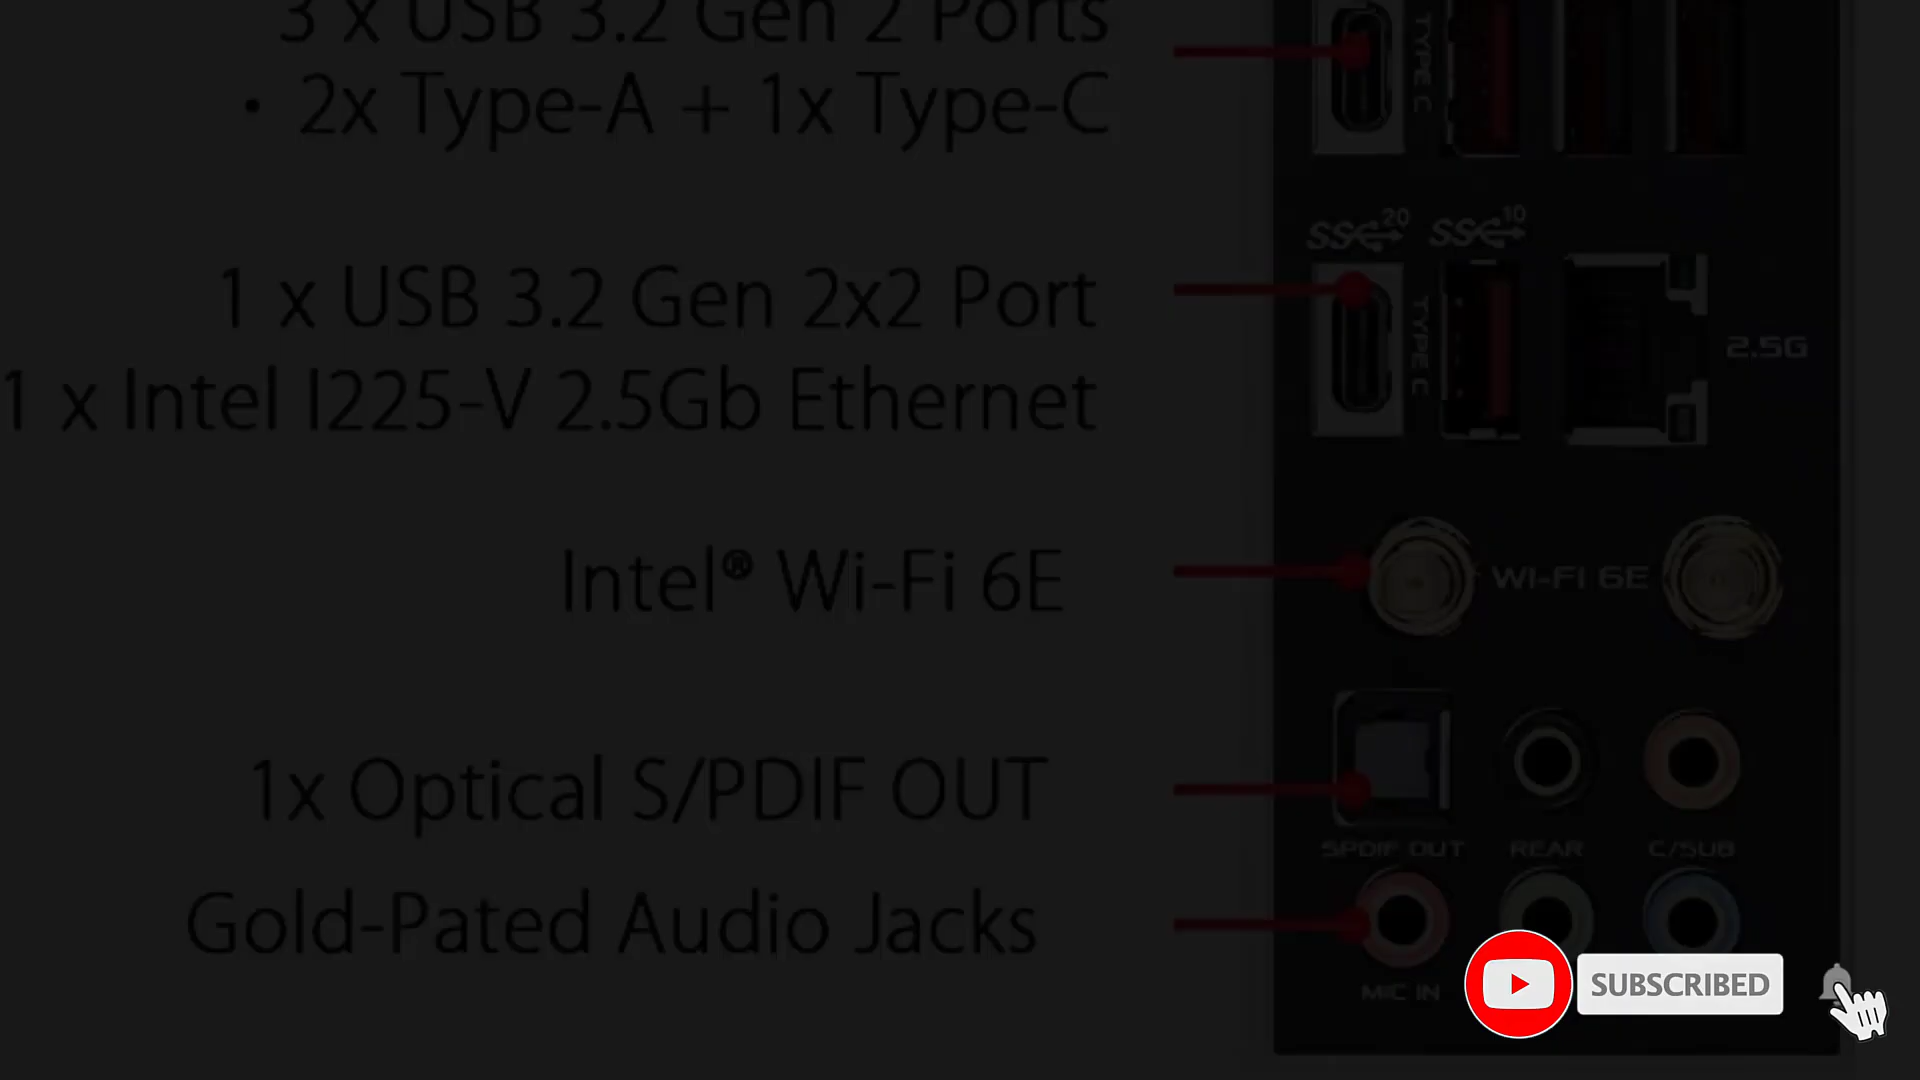 3 x USB 3.2 Gen 2 Ports
• 2x Type-A + 1x Type-C
TYPE C
SS 20 SS 10
1 x USB 3.2 Gen 2x2 Port
TYPE C
2.5G
1 x Intel I225-V 2.5Gb Ethernet
Intel® Wi-Fi 6E
WI-FI 6E
1x Optical S/PDIF OUT
SPDIF OUT REAR C/SUB
Gold-Pated Audio Jacks
MIC IN
SUBSCRIBED